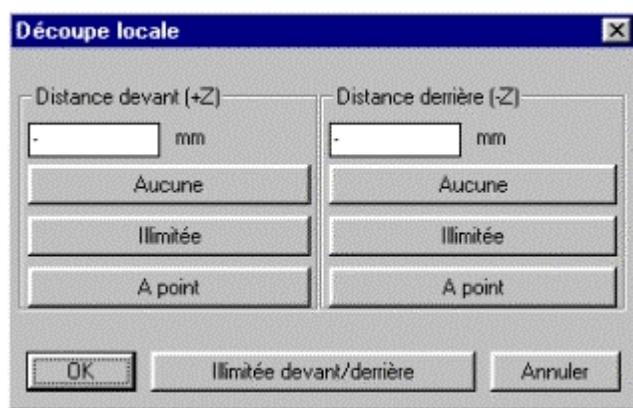 Découpe locale
Distance devant (+Z)
- mm
Aucune
Illimitée
A point
Distance derrière (-Z)
- mm
Aucune
Illimitée
A point
OK
Illimitée devant/derrière
Annuler